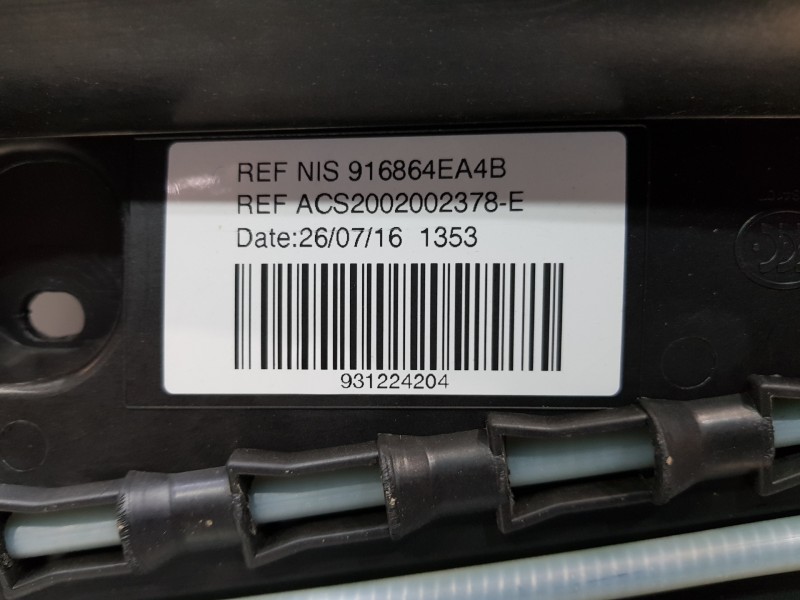 REF NIS 916864EA4B
REF ACS2002002378-E
Date:26/07/16 1353
931224204